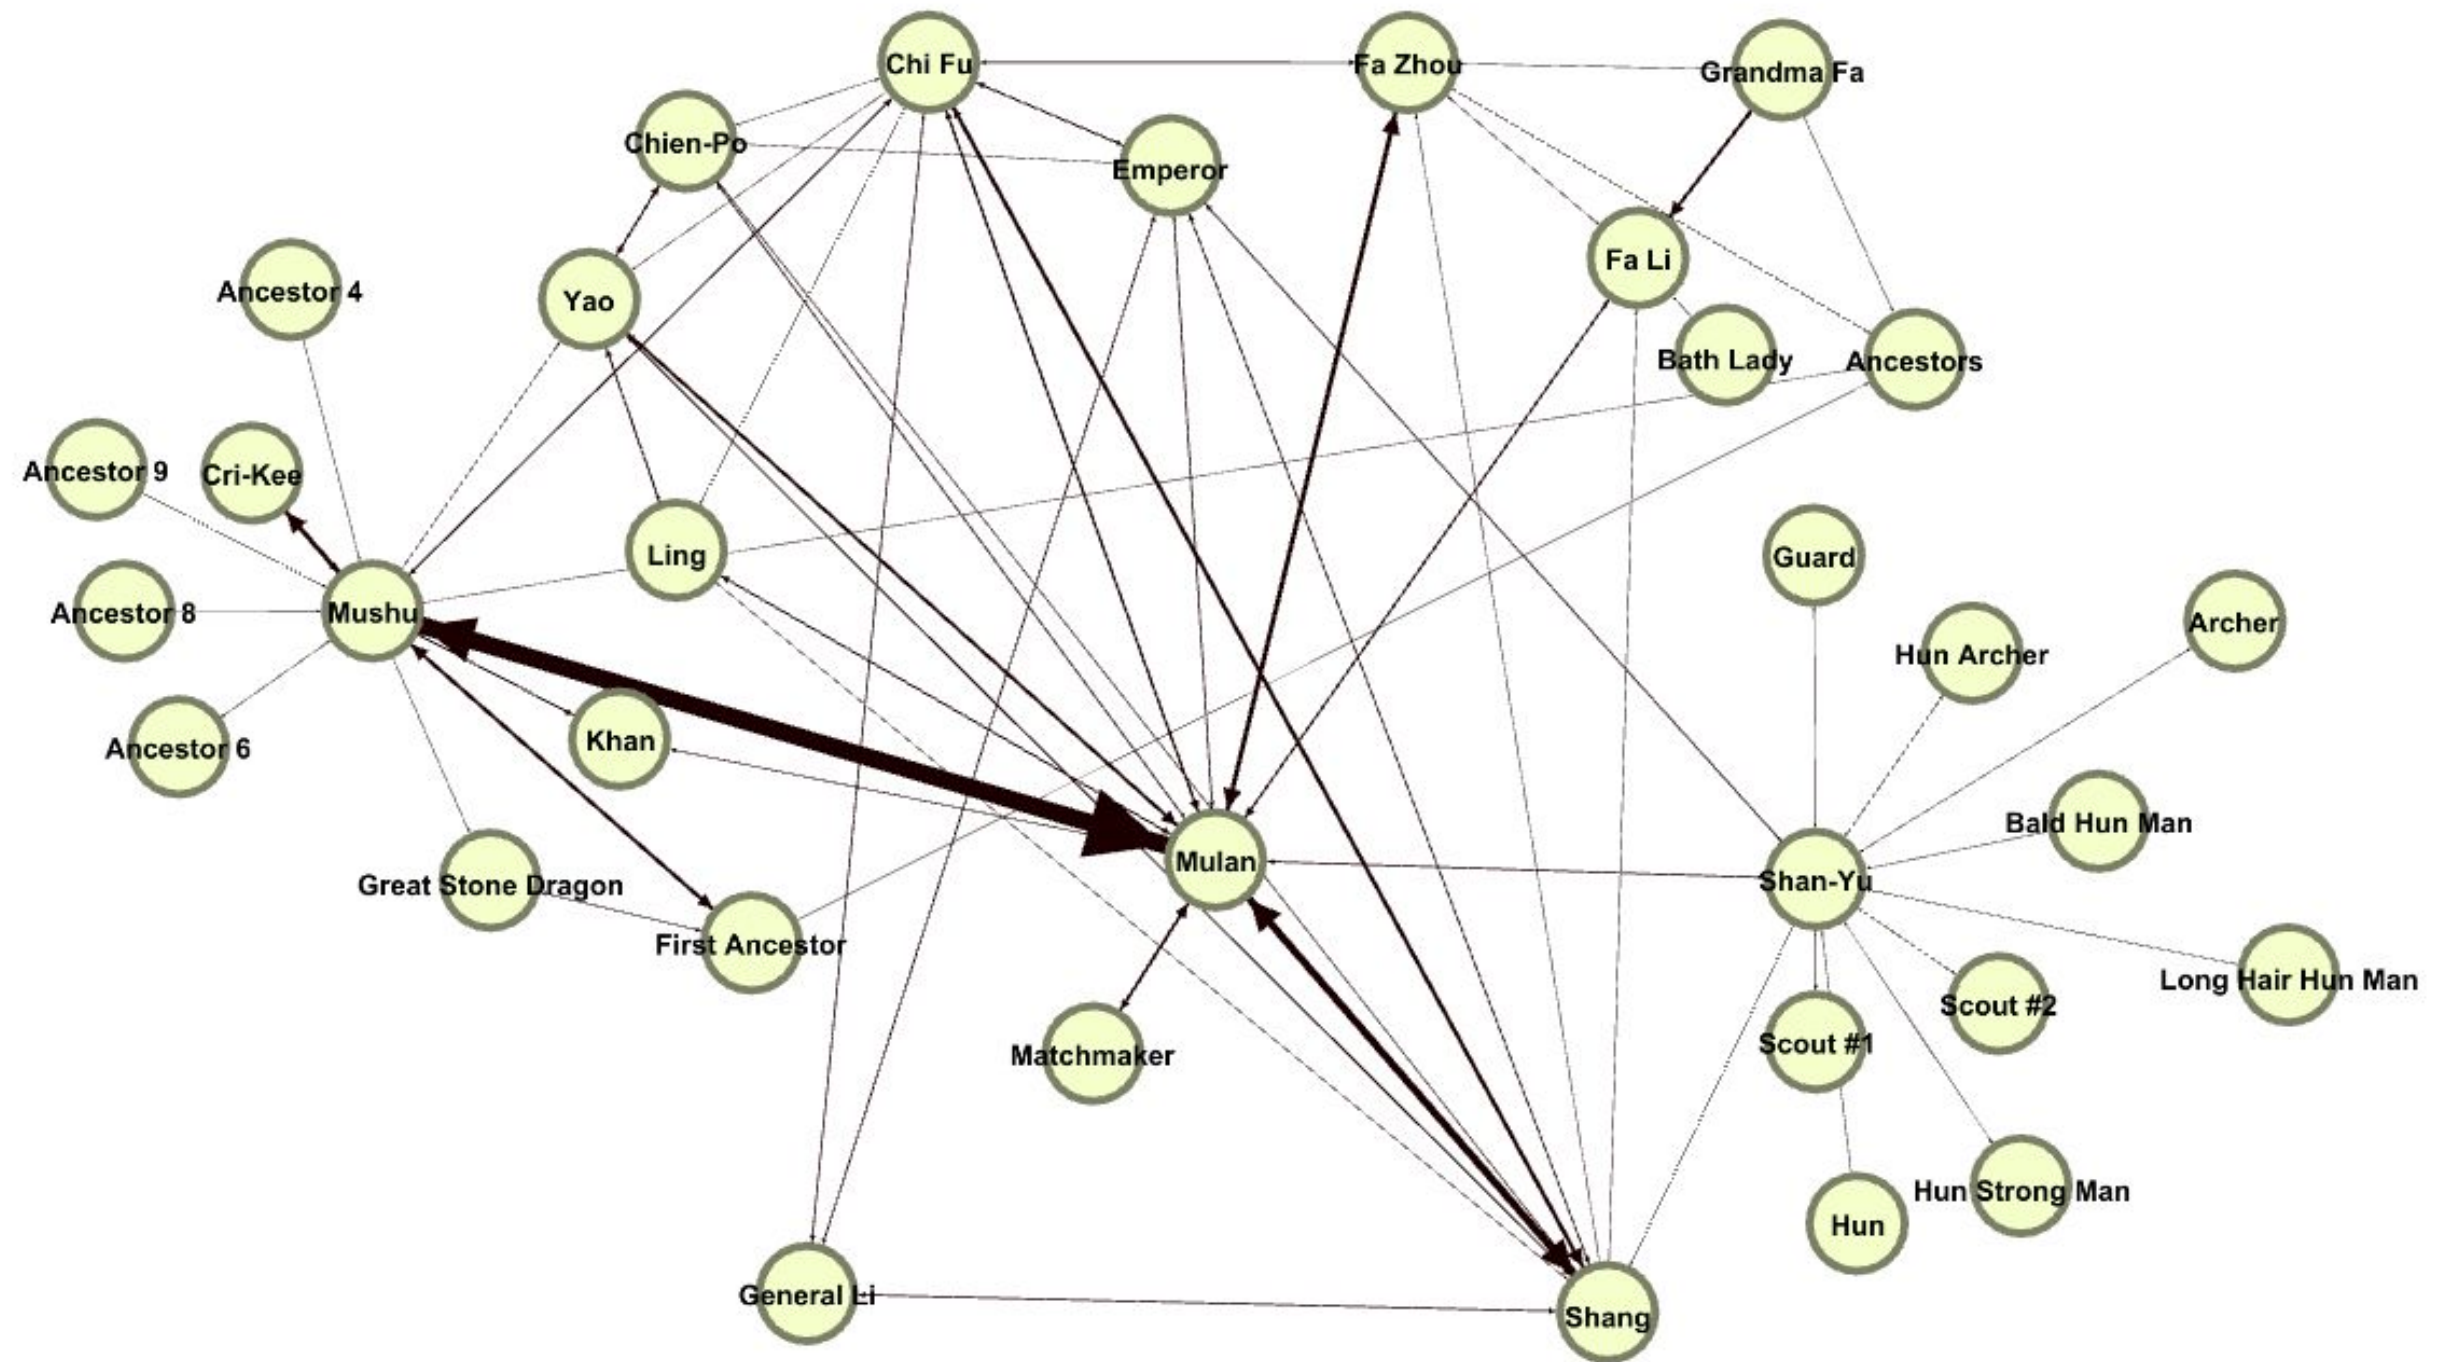 Chi Fu
Fa Zhou
Grandma Fa
Chien-Po
Emperor
Fa Li
Ancestor 4
Yao
Bath Lady
Ancestors
Ancestor 9
Cri-Kee
Ling
Guard
Ancestor 8
Mushu
Hun Archer
Archer
Ancestor 6
Khan
Bald Hun Man
Mulan
Shan-Yu
Great Stone Dragon
First Ancestor
Long Hair Hun Man
Scout #2
Scout #1
Matchmaker
Hun Strong Man
Hun
General Li
Shang